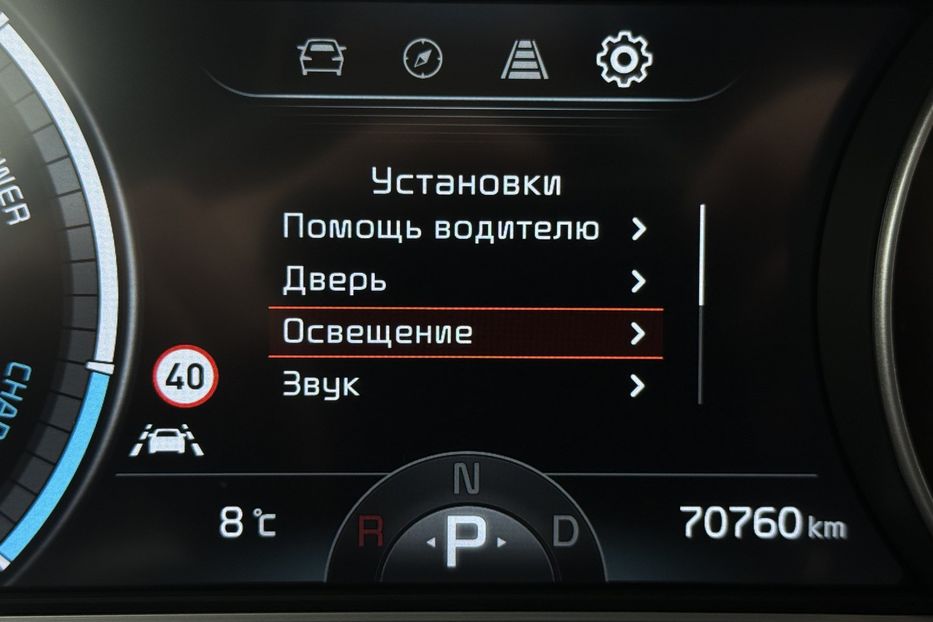 Установки
Помощь водителю
Дверь
Освещение
Звук
40
8 °C
N
R P D
70760 km